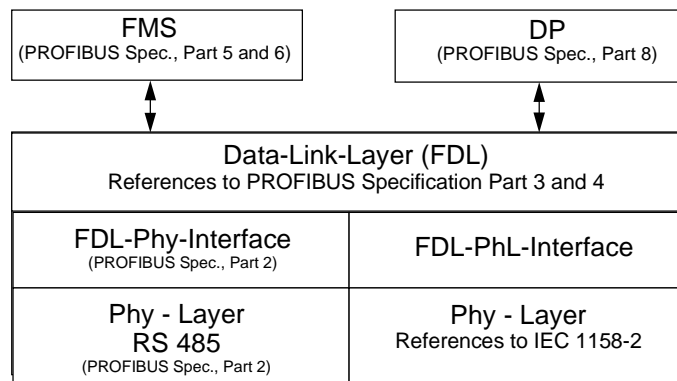 FMS
(PROFIBUS Spec., Part 5 and 6)
DP
(PROFIBUS Spec., Part 8)
Data-Link-Layer (FDL)
References to PROFIBUS Specification Part 3 and 4
FDL-Phy-Interface
(PROFIBUS Spec., Part 2)
FDL-PhL-Interface
Phy - Layer
RS 485
(PROFIBUS Spec., Part 2)
Phy - Layer
References to IEC 1158-2